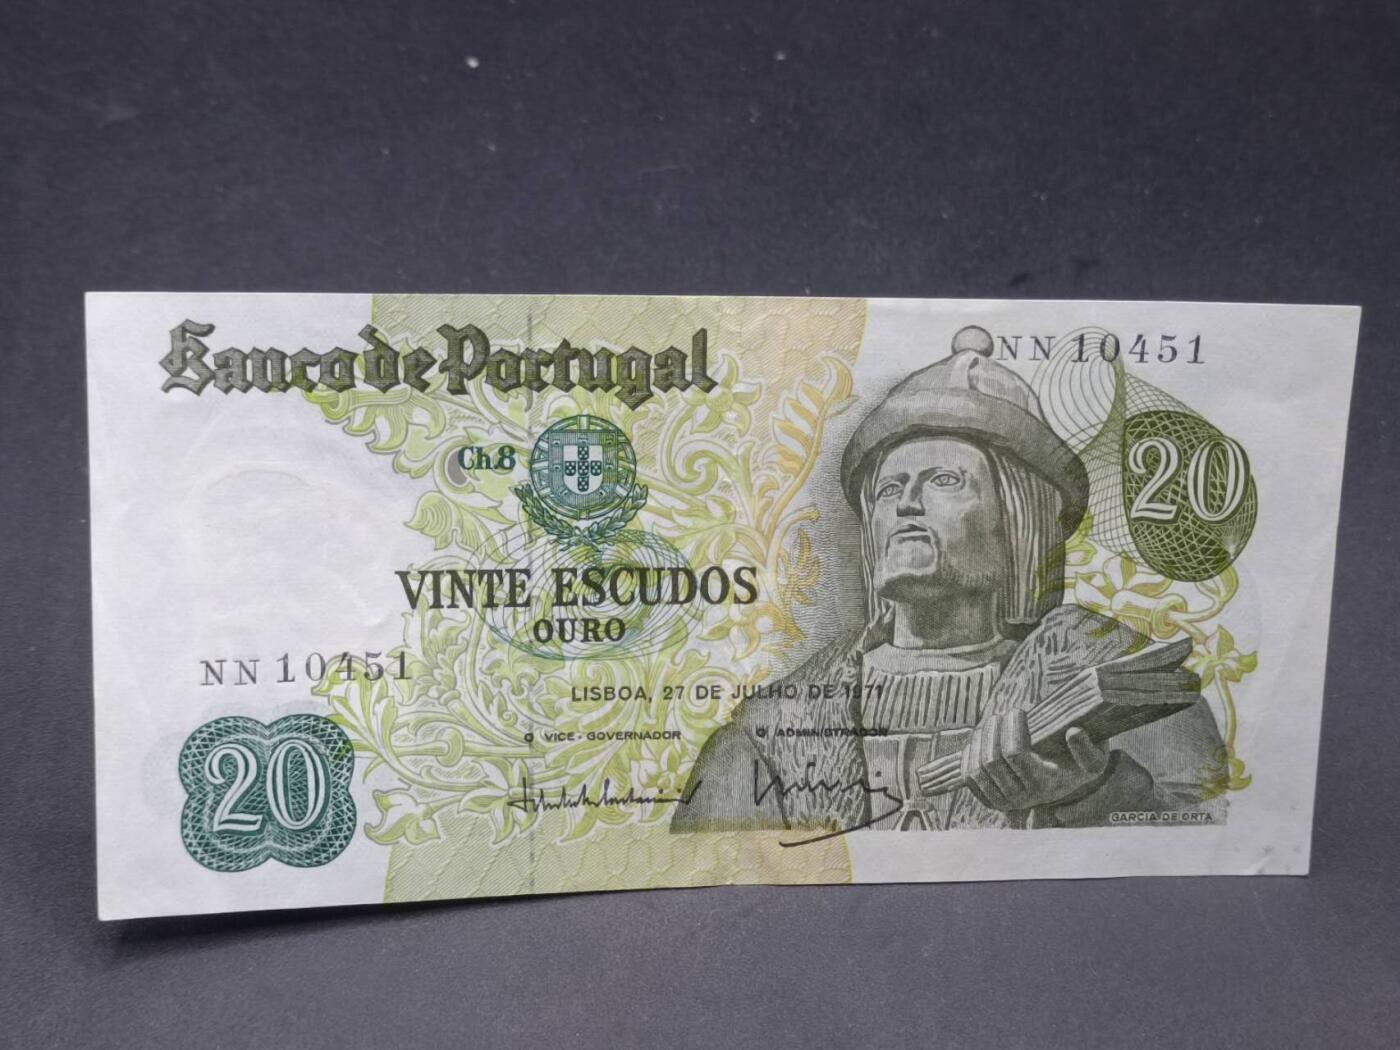 Banco de Portugal
NN 10451
20
Ch.8
VINTE ESCUDOS
OURO
NN 10451
LISBOA, 27 DE JULHO DE 1971
O VICE-GOVERNADOR
O ADMINISTRADOR
20
GARCIA DE ORTA